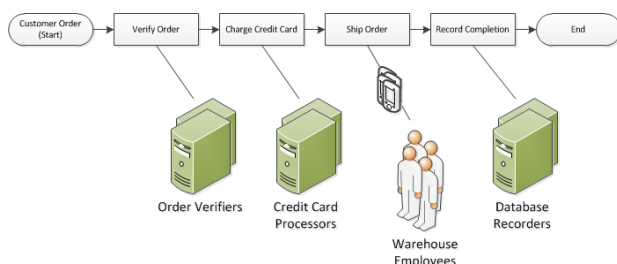 Customer Order
(Start)
Verify Order
Charge Credit Card
Ship Order
Record Completion
End
Order Verifiers
Credit Card
Processors
Warehouse
Employees
Database
Recorders